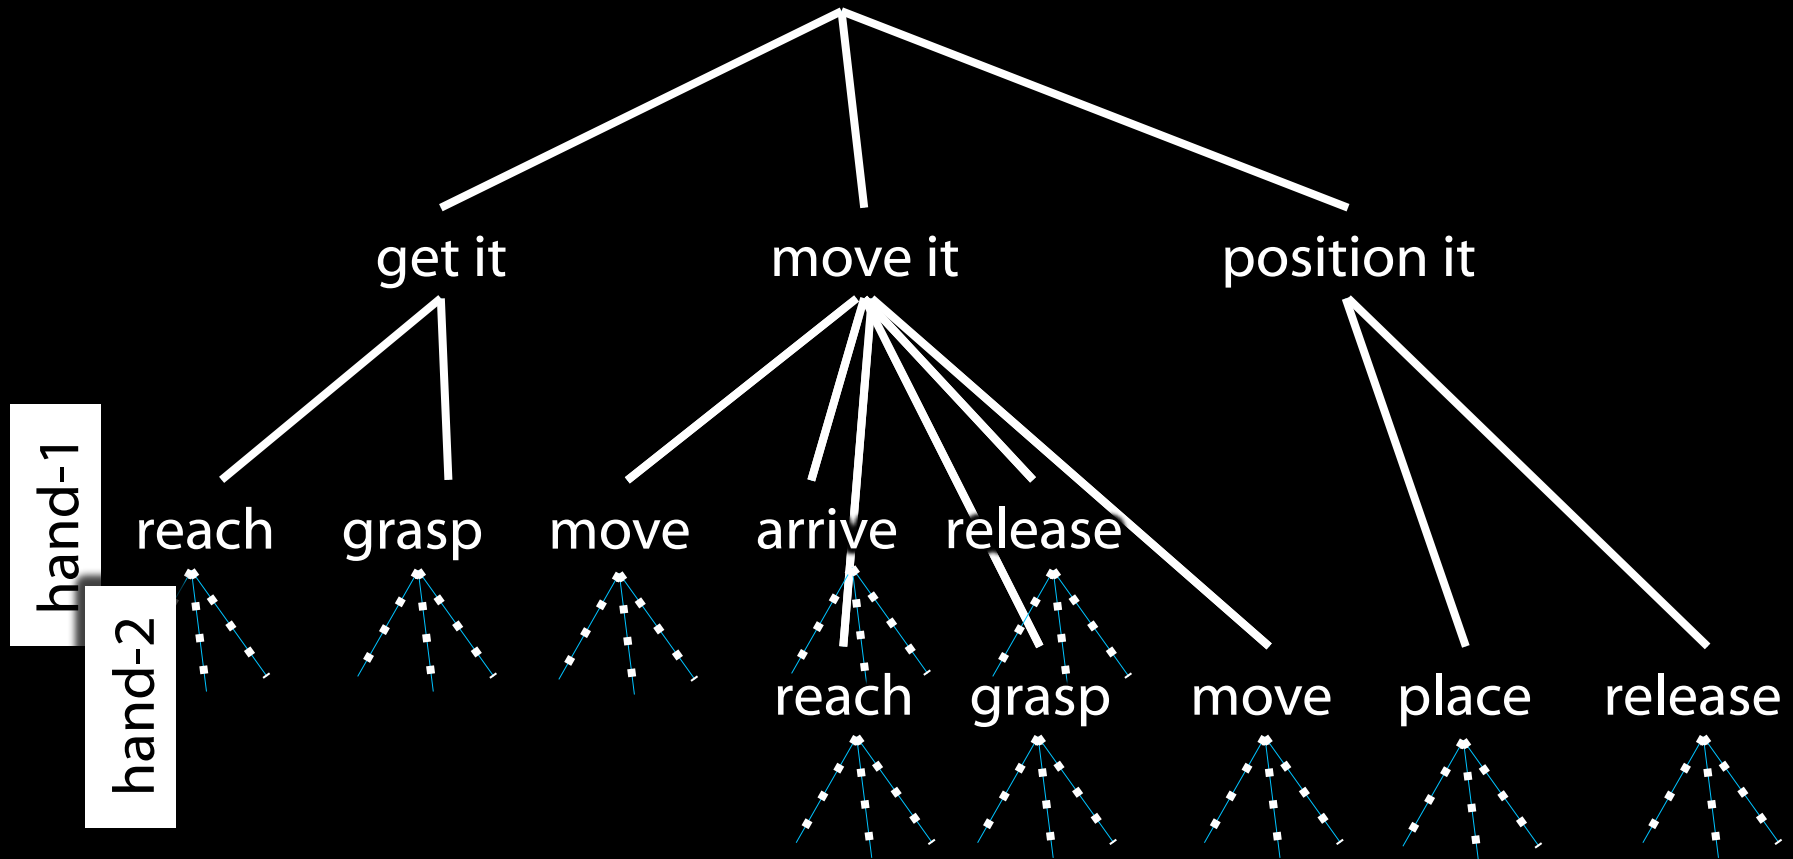 get it move it position it
hand-1
reach grasp move arrive release
hand-2
reach grasp move place release